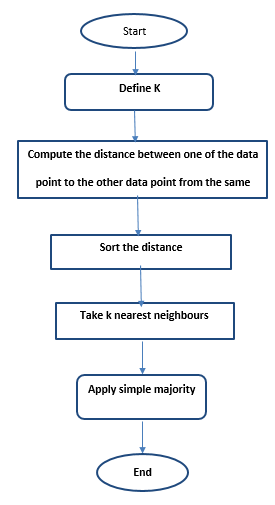 Start
Define K
Compute the distance between one of the data
point to the other data point from the same
Sort the distance
Take k nearest neighbours
Apply simple majority
End